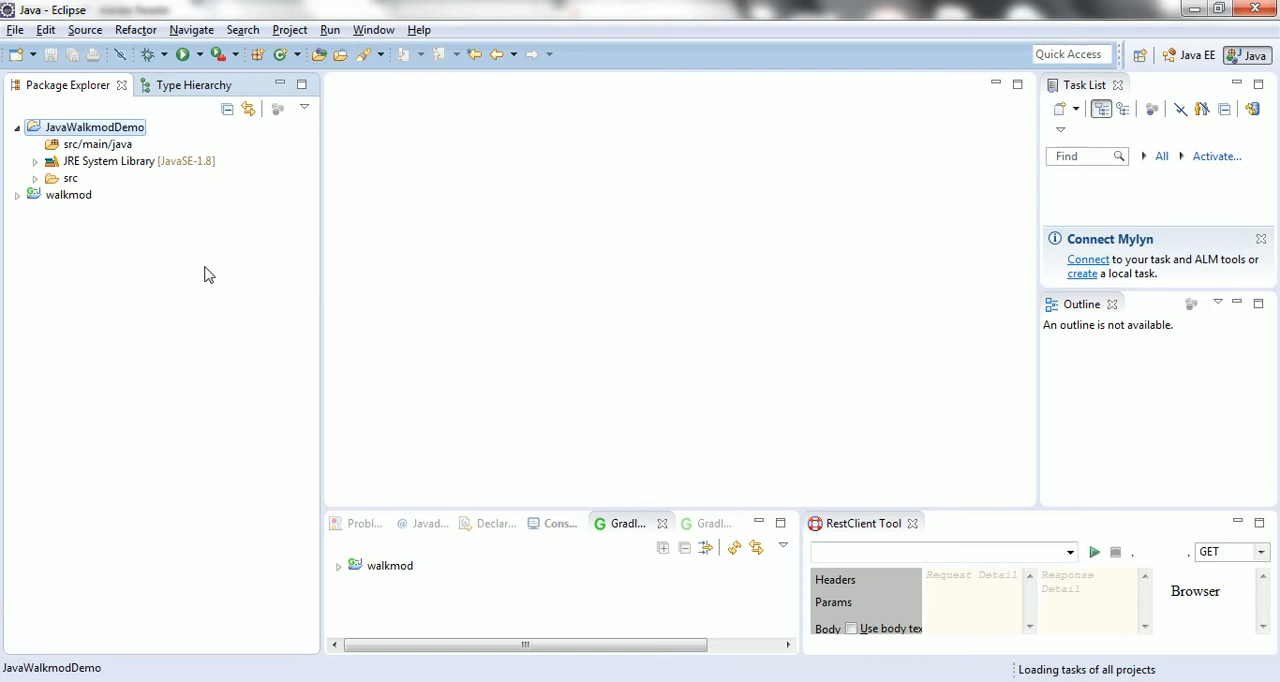 Java - Eclipse
File Edit Source Refactor Navigate Search Project Run Window Help
Quick Access Java EE Java
Package Explorer Type Hierarchy
JavaWalkmodDemo
src/main/java
JRE System Library [JavaSE-1.8]
src
walkmod
Task List
Find All Activate...
Connect Mylyn
Connect to your task and ALM tools or
create a local task.
Outline
An outline is not available.
Probl... Javad... Declar... Cons... Gradl... Gradl...
walkmod
RestClient Tool
GET
Headers
Params
Body Use body tex
Request Detail
Response
Detail
Browser
JavaWalkmodDemo
Loading tasks of all projects